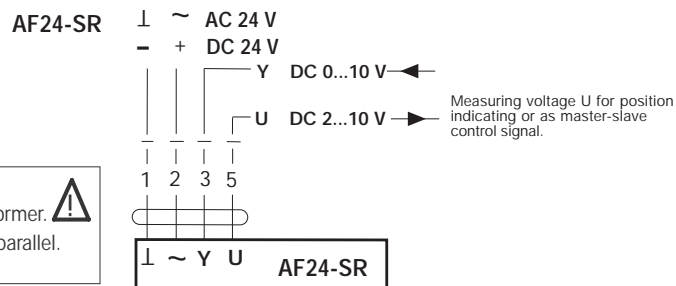 AF24-SR ⊥ ~ AC 24 V
− + DC 24 V
Y DC 0...10 V
U DC 2...10 V
Measuring voltage U for position
indicating or as master-slave
control signal.
1 2 3 5
ormer.
parallel.
⊥ ~ Y U AF24-SR